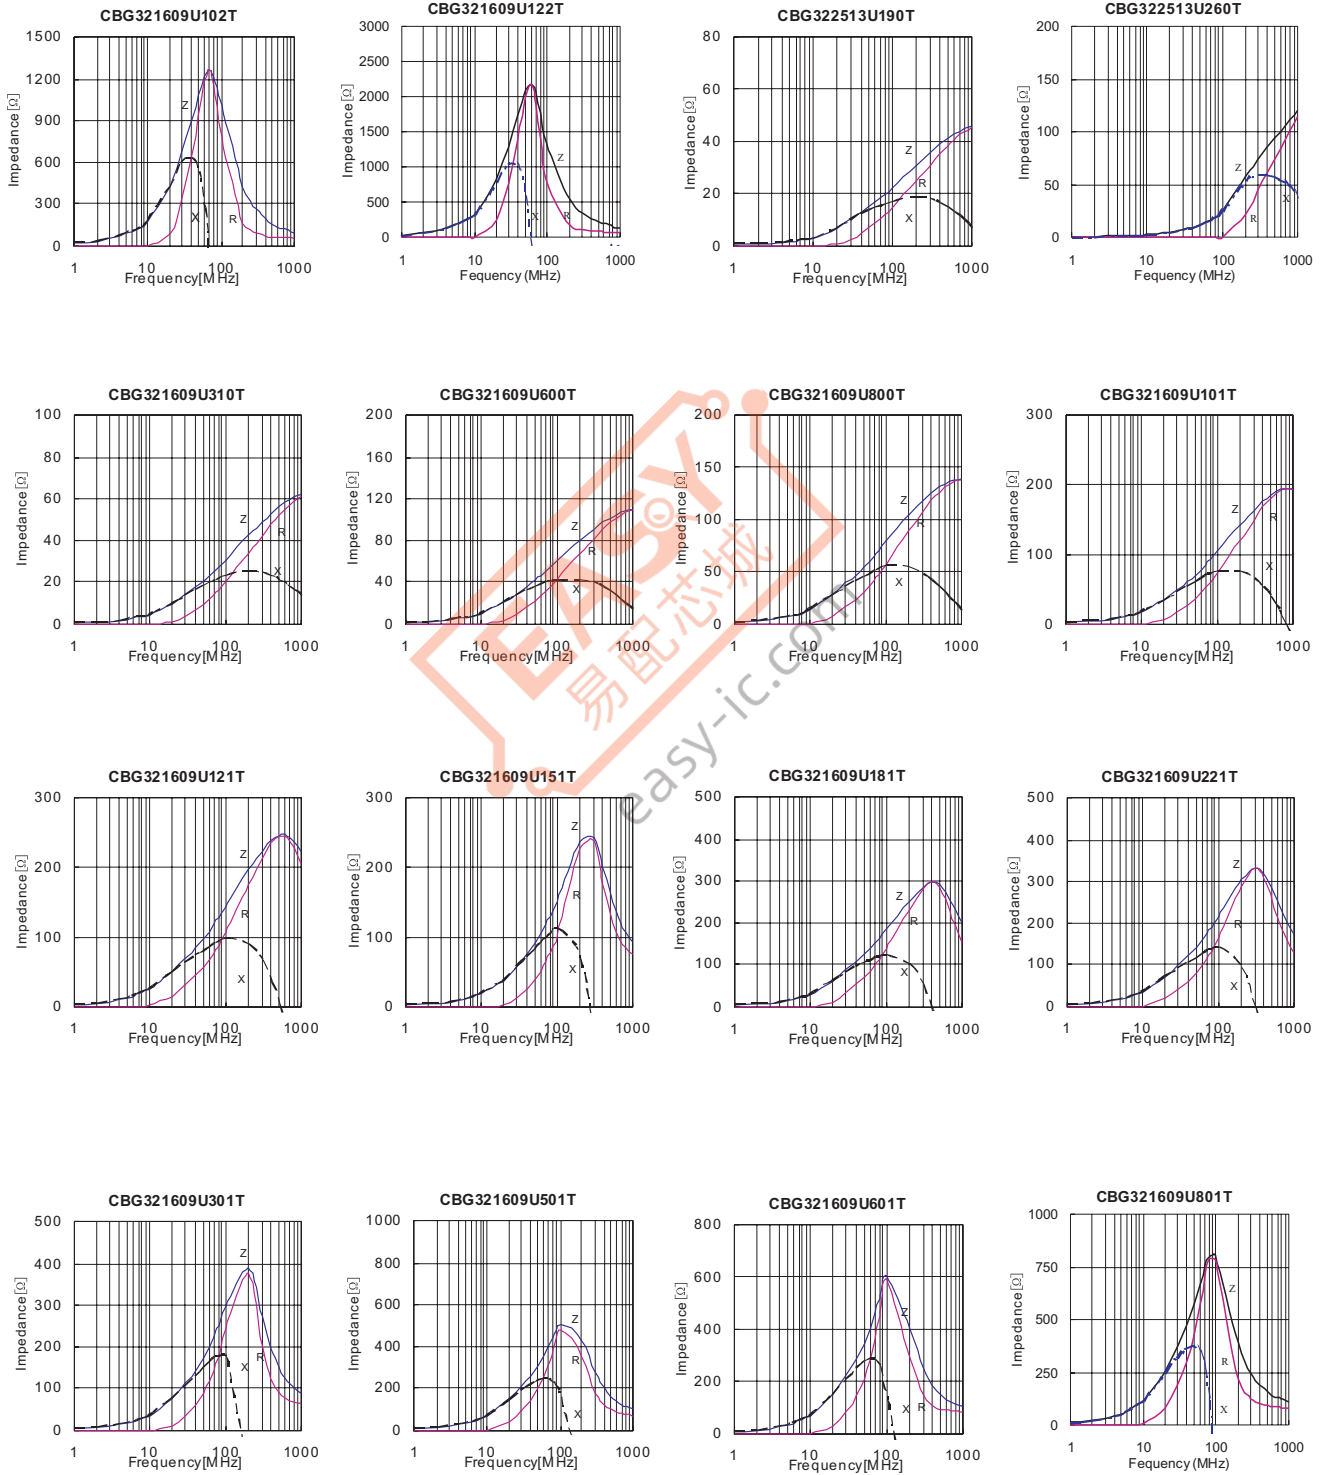 CBG321609U102T
1500
1200
900
600
300
0
Impedance[Ω]
Z
X
R
1 10 100 1000
Frequency[MHz]
CBG321609U122T
3000
2500
2000
1500
1000
500
0
Impedance[Ω]
Z
X
R
1 10 100 1000
Fequency(MHz)
CBG322513U190T
80
60
40
20
0
Impedance[Ω]
Z
R
X
1 10 100 1000
Frequency[MHz]
CBG322513U260T
200
150
100
50
0
Impedance[Ω]
Z
R
X
1 10 100 1000
Fequency(MHz)
CBG321609U310T
100
80
60
40
20
0
Impedance[Ω]
Z
R
X
1 10 100 1000
Frequency[MHz]
CBG321609U600T
200
160
120
80
40
0
Impedance[Ω]
Z
R
X
1 10 100 1000
Frequency[MHz]
CBG321609U800T
200
150
100
50
0
Impedance[Ω]
Z
R
X
1 10 100 1000
Frequency[MHz]
CBG321609U101T
300
200
100
0
Impedance[Ω]
Z
R
X
1 10 100 1000
Frequency[MHz]
EASY
易配芯城
easy-ic.com
CBG321609U121T
300
200
100
0
Impedance[Ω]
Z
R
X
1 10 100 1000
Frequency[MHz]
CBG321609U151T
300
200
100
0
Impedance[Ω]
Z
R
X
1 10 100 1000
Frequency[MHz]
CBG321609U181T
500
400
300
200
100
0
Impedance[Ω]
Z
R
X
1 10 100 1000
Frequency[MHz]
CBG321609U221T
500
400
300
200
100
0
Impedance[Ω]
Z
R
X
1 10 100 1000
Frequency[MHz]
CBG321609U301T
500
400
300
200
100
0
Impedance[Ω]
Z
X
R
1 10 100 1000
Frequency[MHz]
CBG321609U501T
1000
800
600
400
200
0
Impedance[Ω]
Z
R
X
1 10 100 1000
Frequency[MHz]
CBG321609U601T
800
600
400
200
0
Impedance[Ω]
Z
X
R
1 10 100 1000
Frequency[MHz]
CBG321609U801T
1000
750
500
250
0
Impedance[Ω]
Z
R
X
1 10 100 1000
Fequency(MHz)